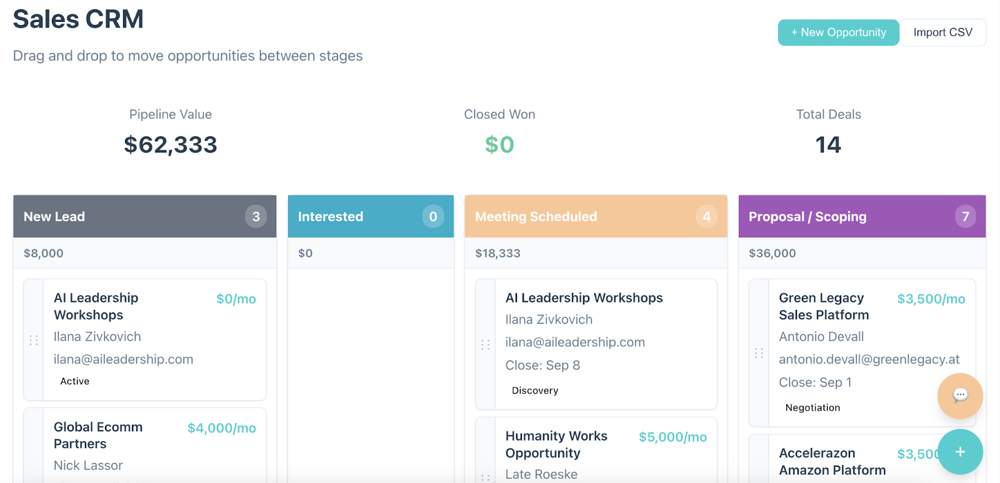 Sales CRM
+ New Opportunity
Import CSV
Drag and drop to move opportunities between stages
Pipeline Value
$62,333
Closed Won
$0
Total Deals
14
New Lead
3
$8,000
AI Leadership
Workshops
$0/mo
Ilana Zivkovich
ilana@aileadership.com
Active
Global Ecomm
Partners
$4,000/mo
Nick Lassor
Interested
0
$0
Meeting Scheduled
4
$18,333
AI Leadership Workshops
Ilana Zivkovich
ilana@aileadership.com
Close: Sep 8
Discovery
Humanity Works
Opportunity
$5,000/mo
Late Roeske
Proposal / Scoping
7
$36,000
Green Legacy
Sales Platform
$3,500/mo
Antonio Devall
antonio.devall@greenlegacy.at
Close: Sep 1
Negotiation
Accelerazon
Amazon Platform
$3,500
+